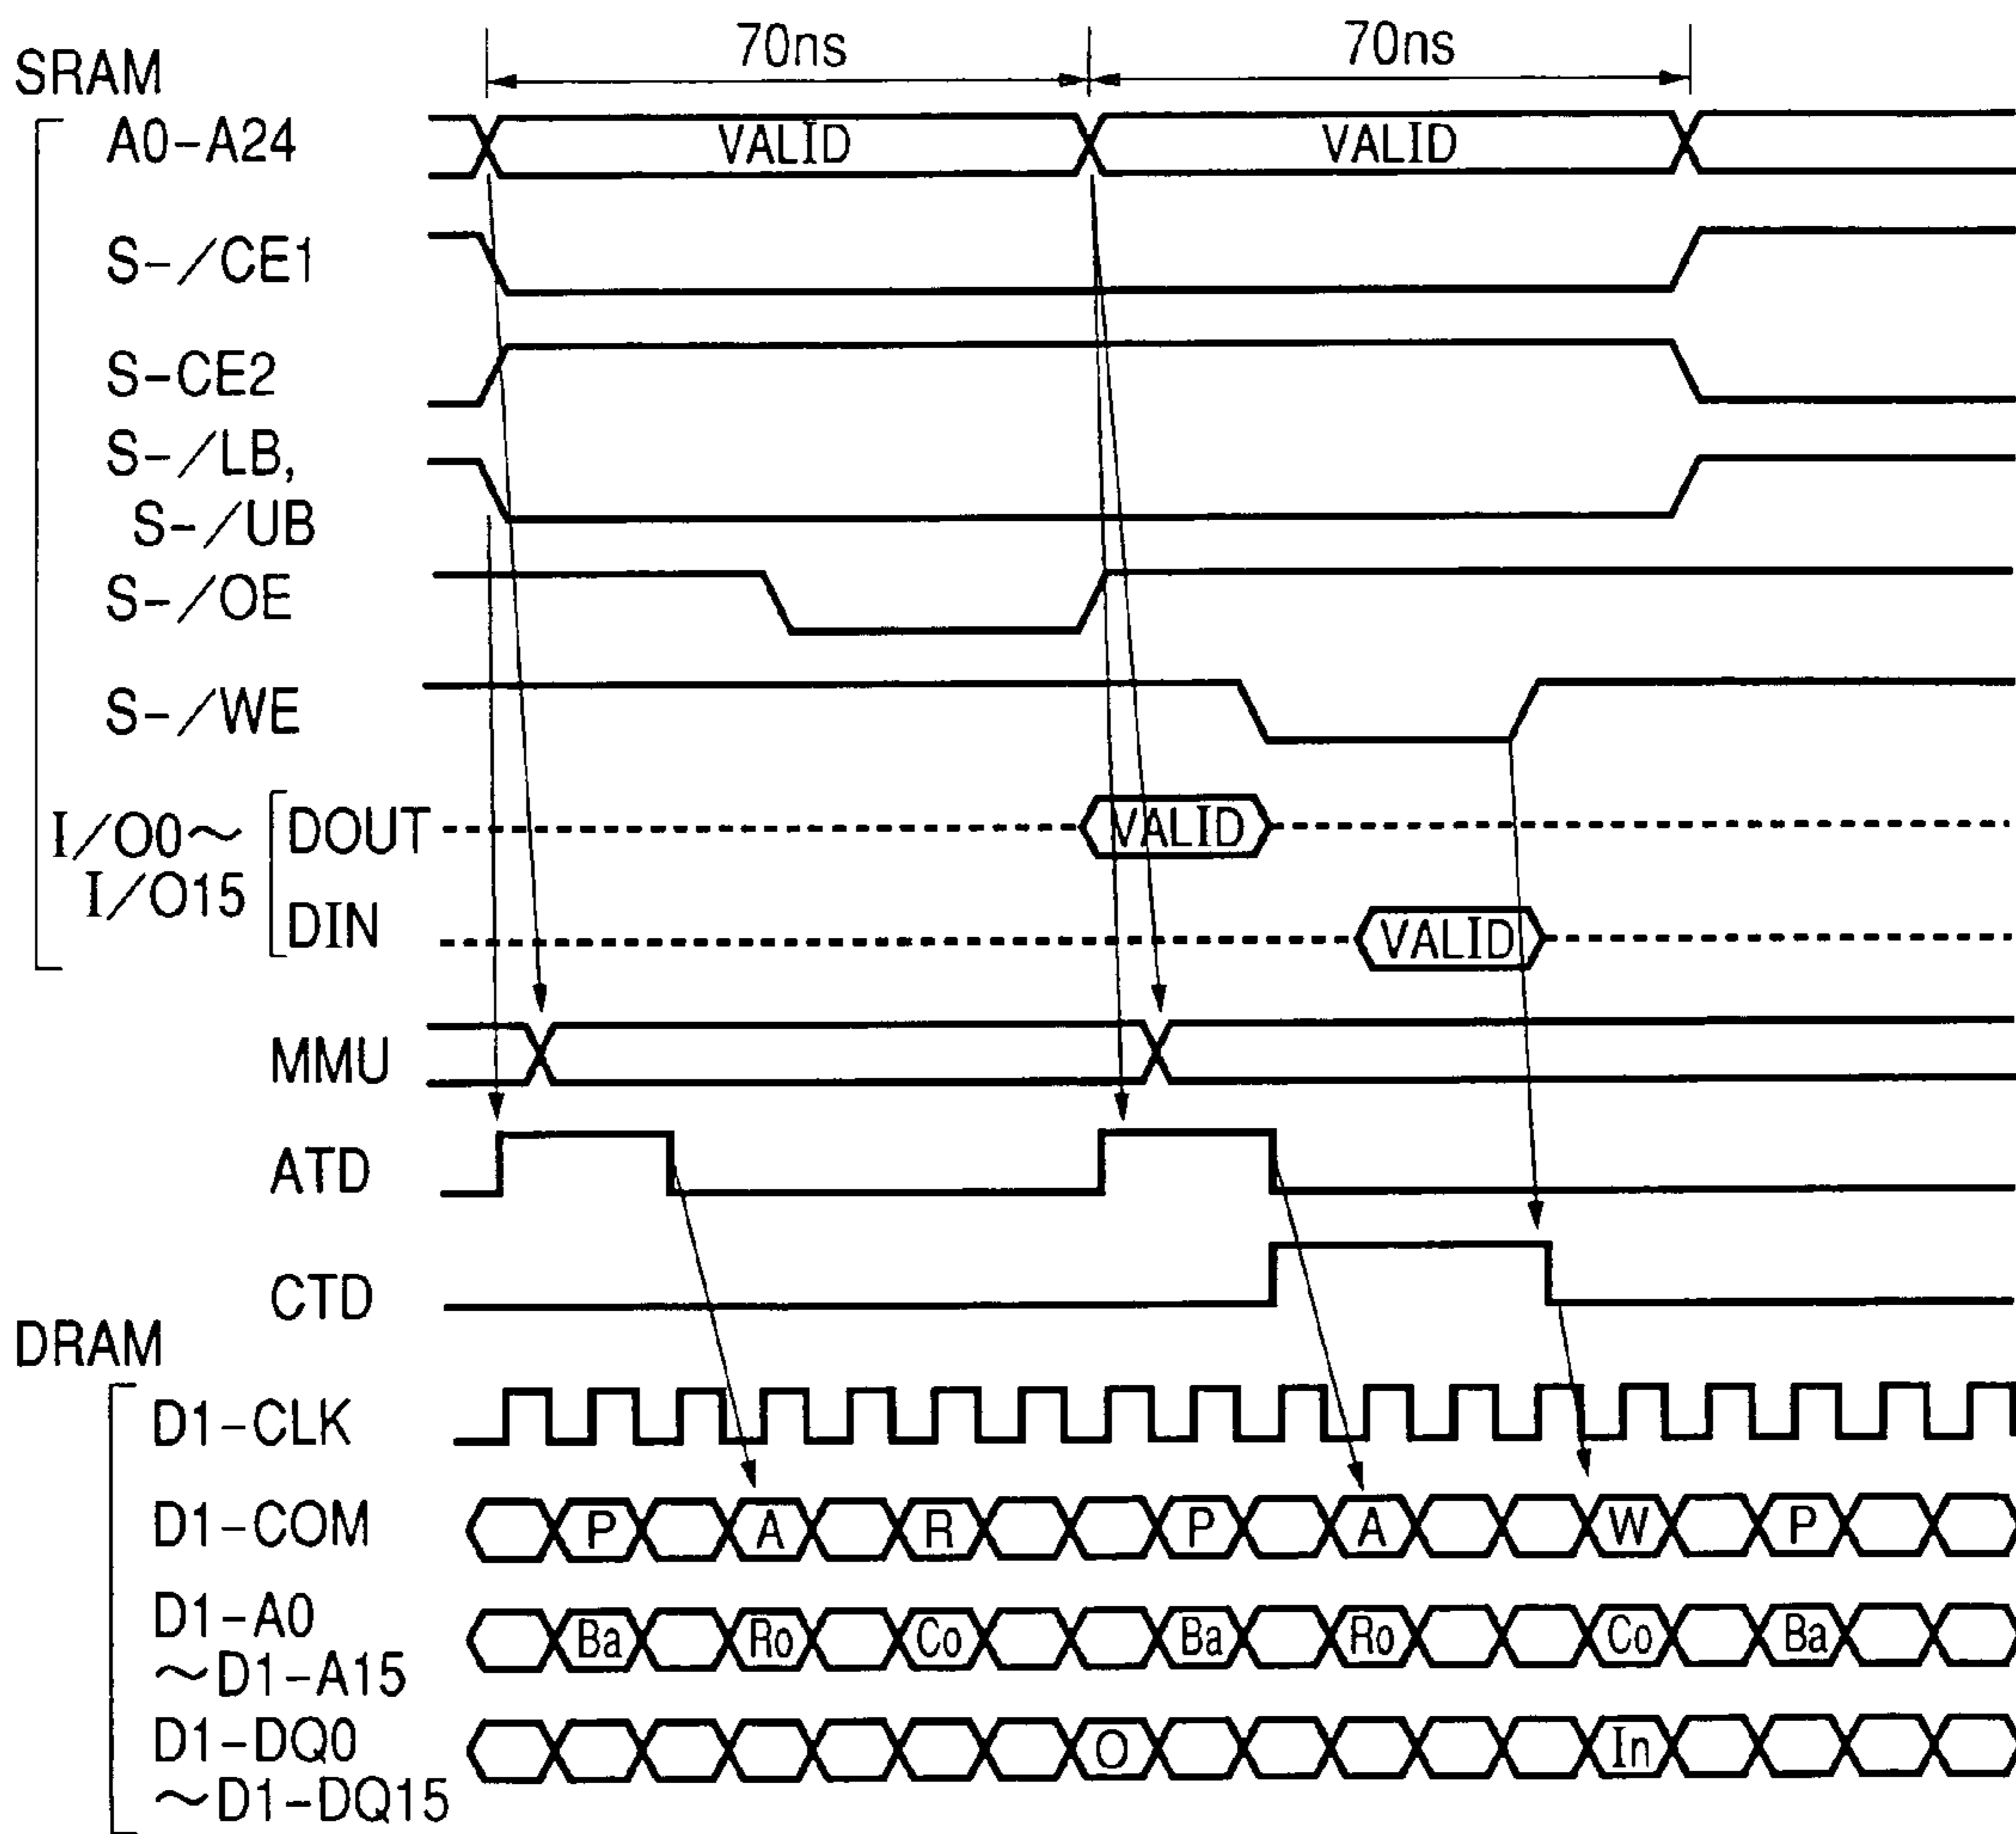 70ns 70ns
SRAM
A0-A24 VALID VALID
S-/CE1
S-CE2
S-/LB,
S-/UB
S-/OE
S-/WE
I/O0~ DOUT VALID
I/O15
DIN VALID
MMU
ATD
CTD
DRAM
D1-CLK
D1-COM P A R P A W P
D1-A0 Ba Ro Co Ba Ro Co Ba
~D1-A15
D1-DQ0 O In
~D1-DQ15